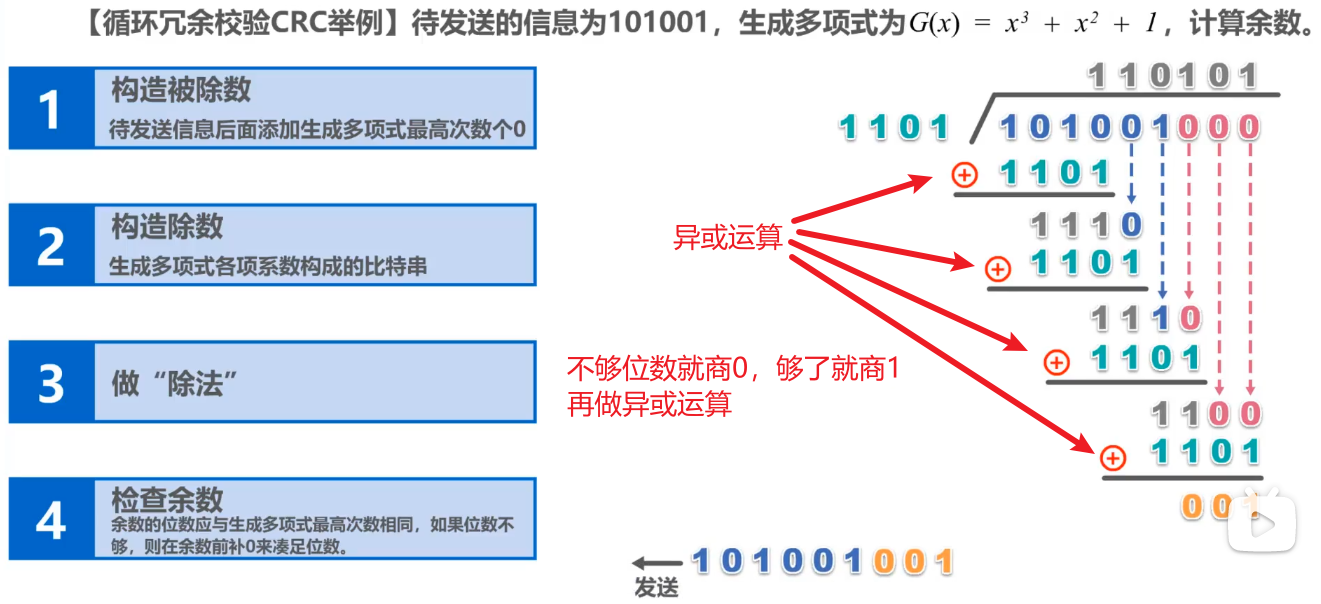 【循环冗余校验CRC举例】待发送的信息为101001，生成多项式为G(x) = x³ + x² + 1，计算余数。
1
构造被除数
待发送信息后面添加生成多项式最高次数个0
2
构造除数
生成多项式各项系数构成的比特串
3
做“除法”
4
检查余数
余数的位数应与生成多项式最高次数相同，如果位数不
够，则在余数前补0来凑足位数。
110101
1101 101001000
1101
1110
1101
1110
1101
1100
1101
001
异或运算
不够位数就商0，够了就商1
再做异或运算
101001001
发送